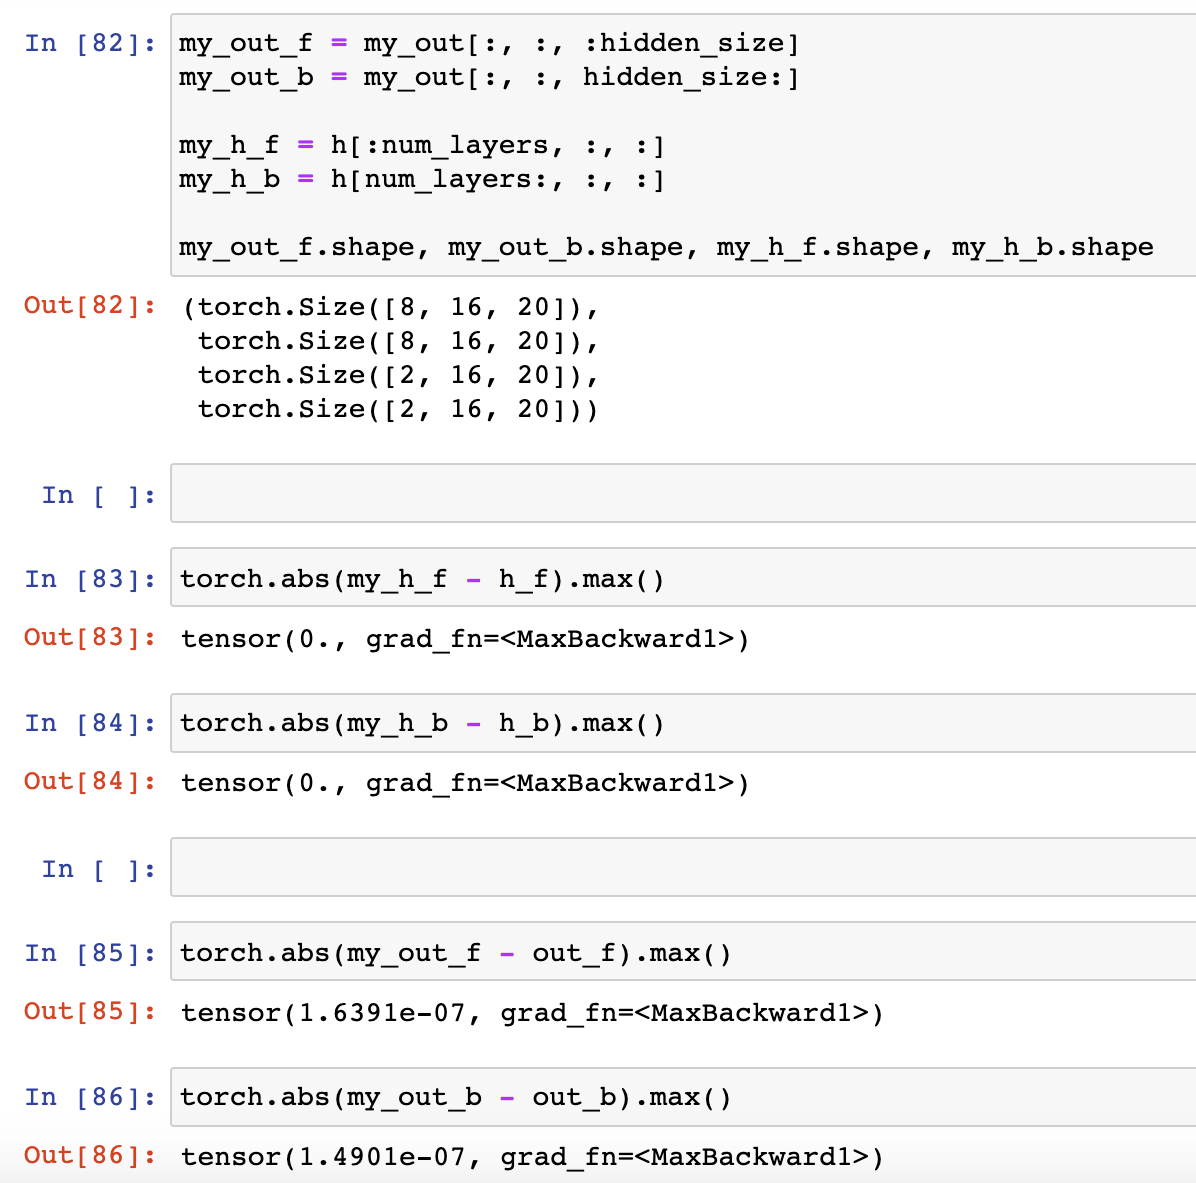 In [82]: my_out_f = my_out[:, :, :hidden_size]
my_out_b = my_out[:, :, hidden_size:]
my_h_f = h[:num_layers, :, :]
my_h_b = h[num_layers:, :, :]
my_out_f.shape, my_out_b.shape, my_h_f.shape, my_h_b.shape
Out[82]: (torch.Size([8, 16, 20]),
torch.Size([8, 16, 20]),
torch.Size([2, 16, 20]),
torch.Size([2, 16, 20]))
In [ ]:
In [83]: torch.abs(my_h_f - h_f).max()
Out[83]: tensor(0., grad_fn=<MaxBackward1>)
In [84]: torch.abs(my_h_b - h_b).max()
Out[84]: tensor(0., grad_fn=<MaxBackward1>)
In [ ]:
In [85]: torch.abs(my_out_f - out_f).max()
Out[85]: tensor(1.6391e-07, grad_fn=<MaxBackward1>)
In [86]: torch.abs(my_out_b - out_b).max()
Out[86]: tensor(1.4901e-07, grad_fn=<MaxBackward1>)